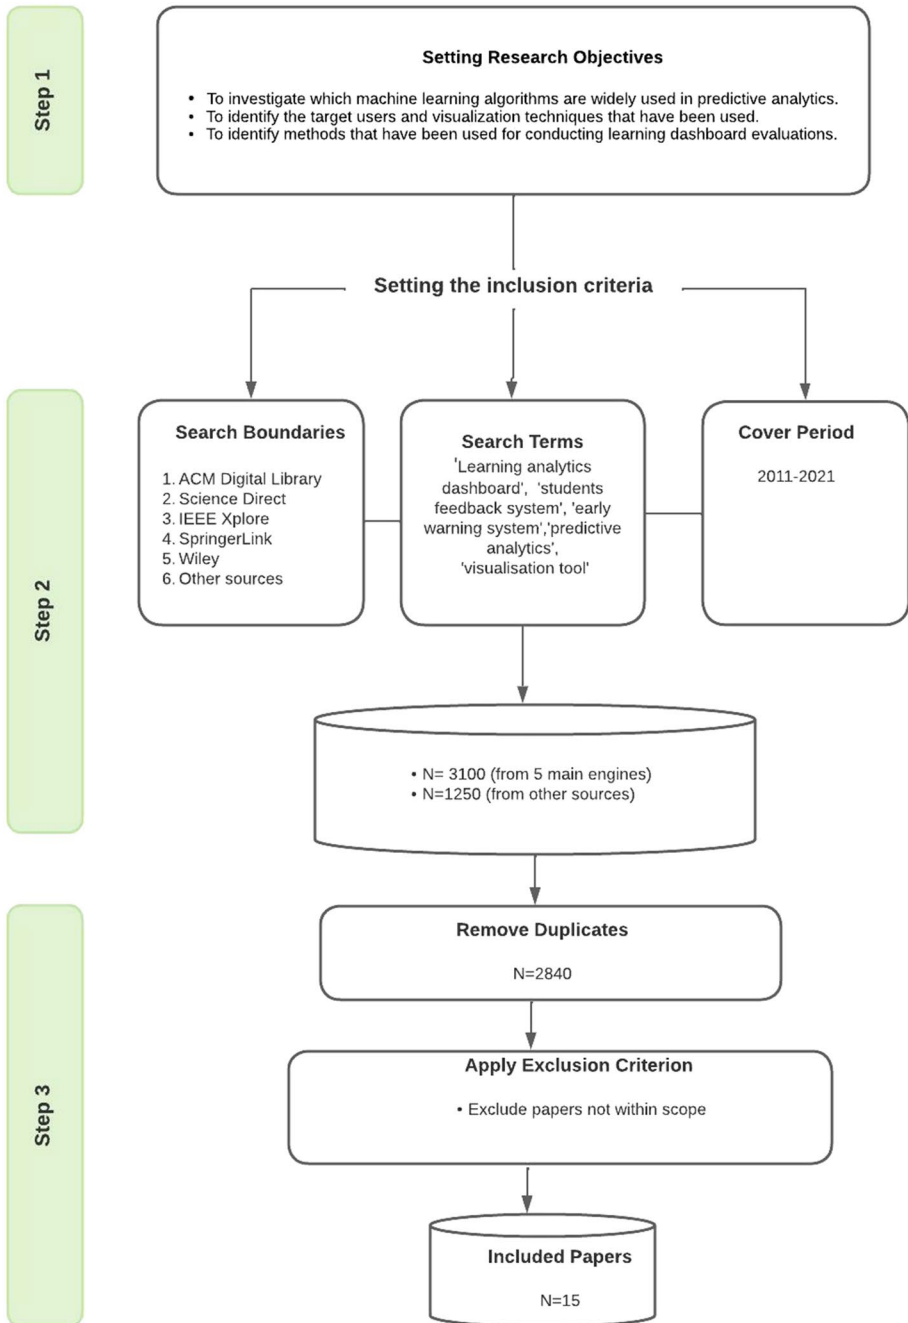 Step 1
Setting Research Objectives
• To investigate which machine learning algorithms are widely used in predictive analytics.
• To identify the target users and visualization techniques that have been used.
• To identify methods that have been used for conducting learning dashboard evaluations.
Setting the inclusion criteria
Step 2
Search Boundaries
1. ACM Digital Library
2. Science Direct
3. IEEE Xplore
4. SpringerLink
5. Wiley
6. Other sources
Search Terms
'Learning analytics
dashboard', 'students
feedback system', 'early
warning system','predictive
analytics',
'visualisation tool'
Cover Period
2011-2021
• N= 3100 (from 5 main engines)
• N=1250 (from other sources)
Step 3
Remove Duplicates
N=2840
Apply Exclusion Criterion
• Exclude papers not within scope
Included Papers
N=15